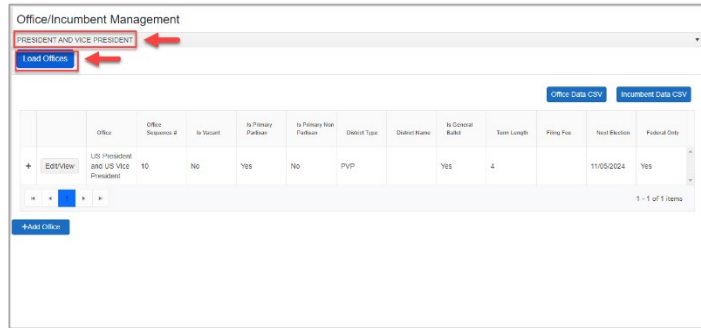 Office/Incumbent Management
PRESIDENT AND VICE PRESIDENT
Load Offices
Office Data CSV Incumbent Data CSV
Office Office Sequence # Is Vacant Is Primary Partisan Is Primary Non Partisan District Type District Name Is General Ballot Term Length Filing Fee Next Election Federal Only
+ Edit/View US President and US Vice President 10 No Yes No PVP Yes 4 11/05/2024 Yes
1 1 - 1 of 1 items
+Add Office